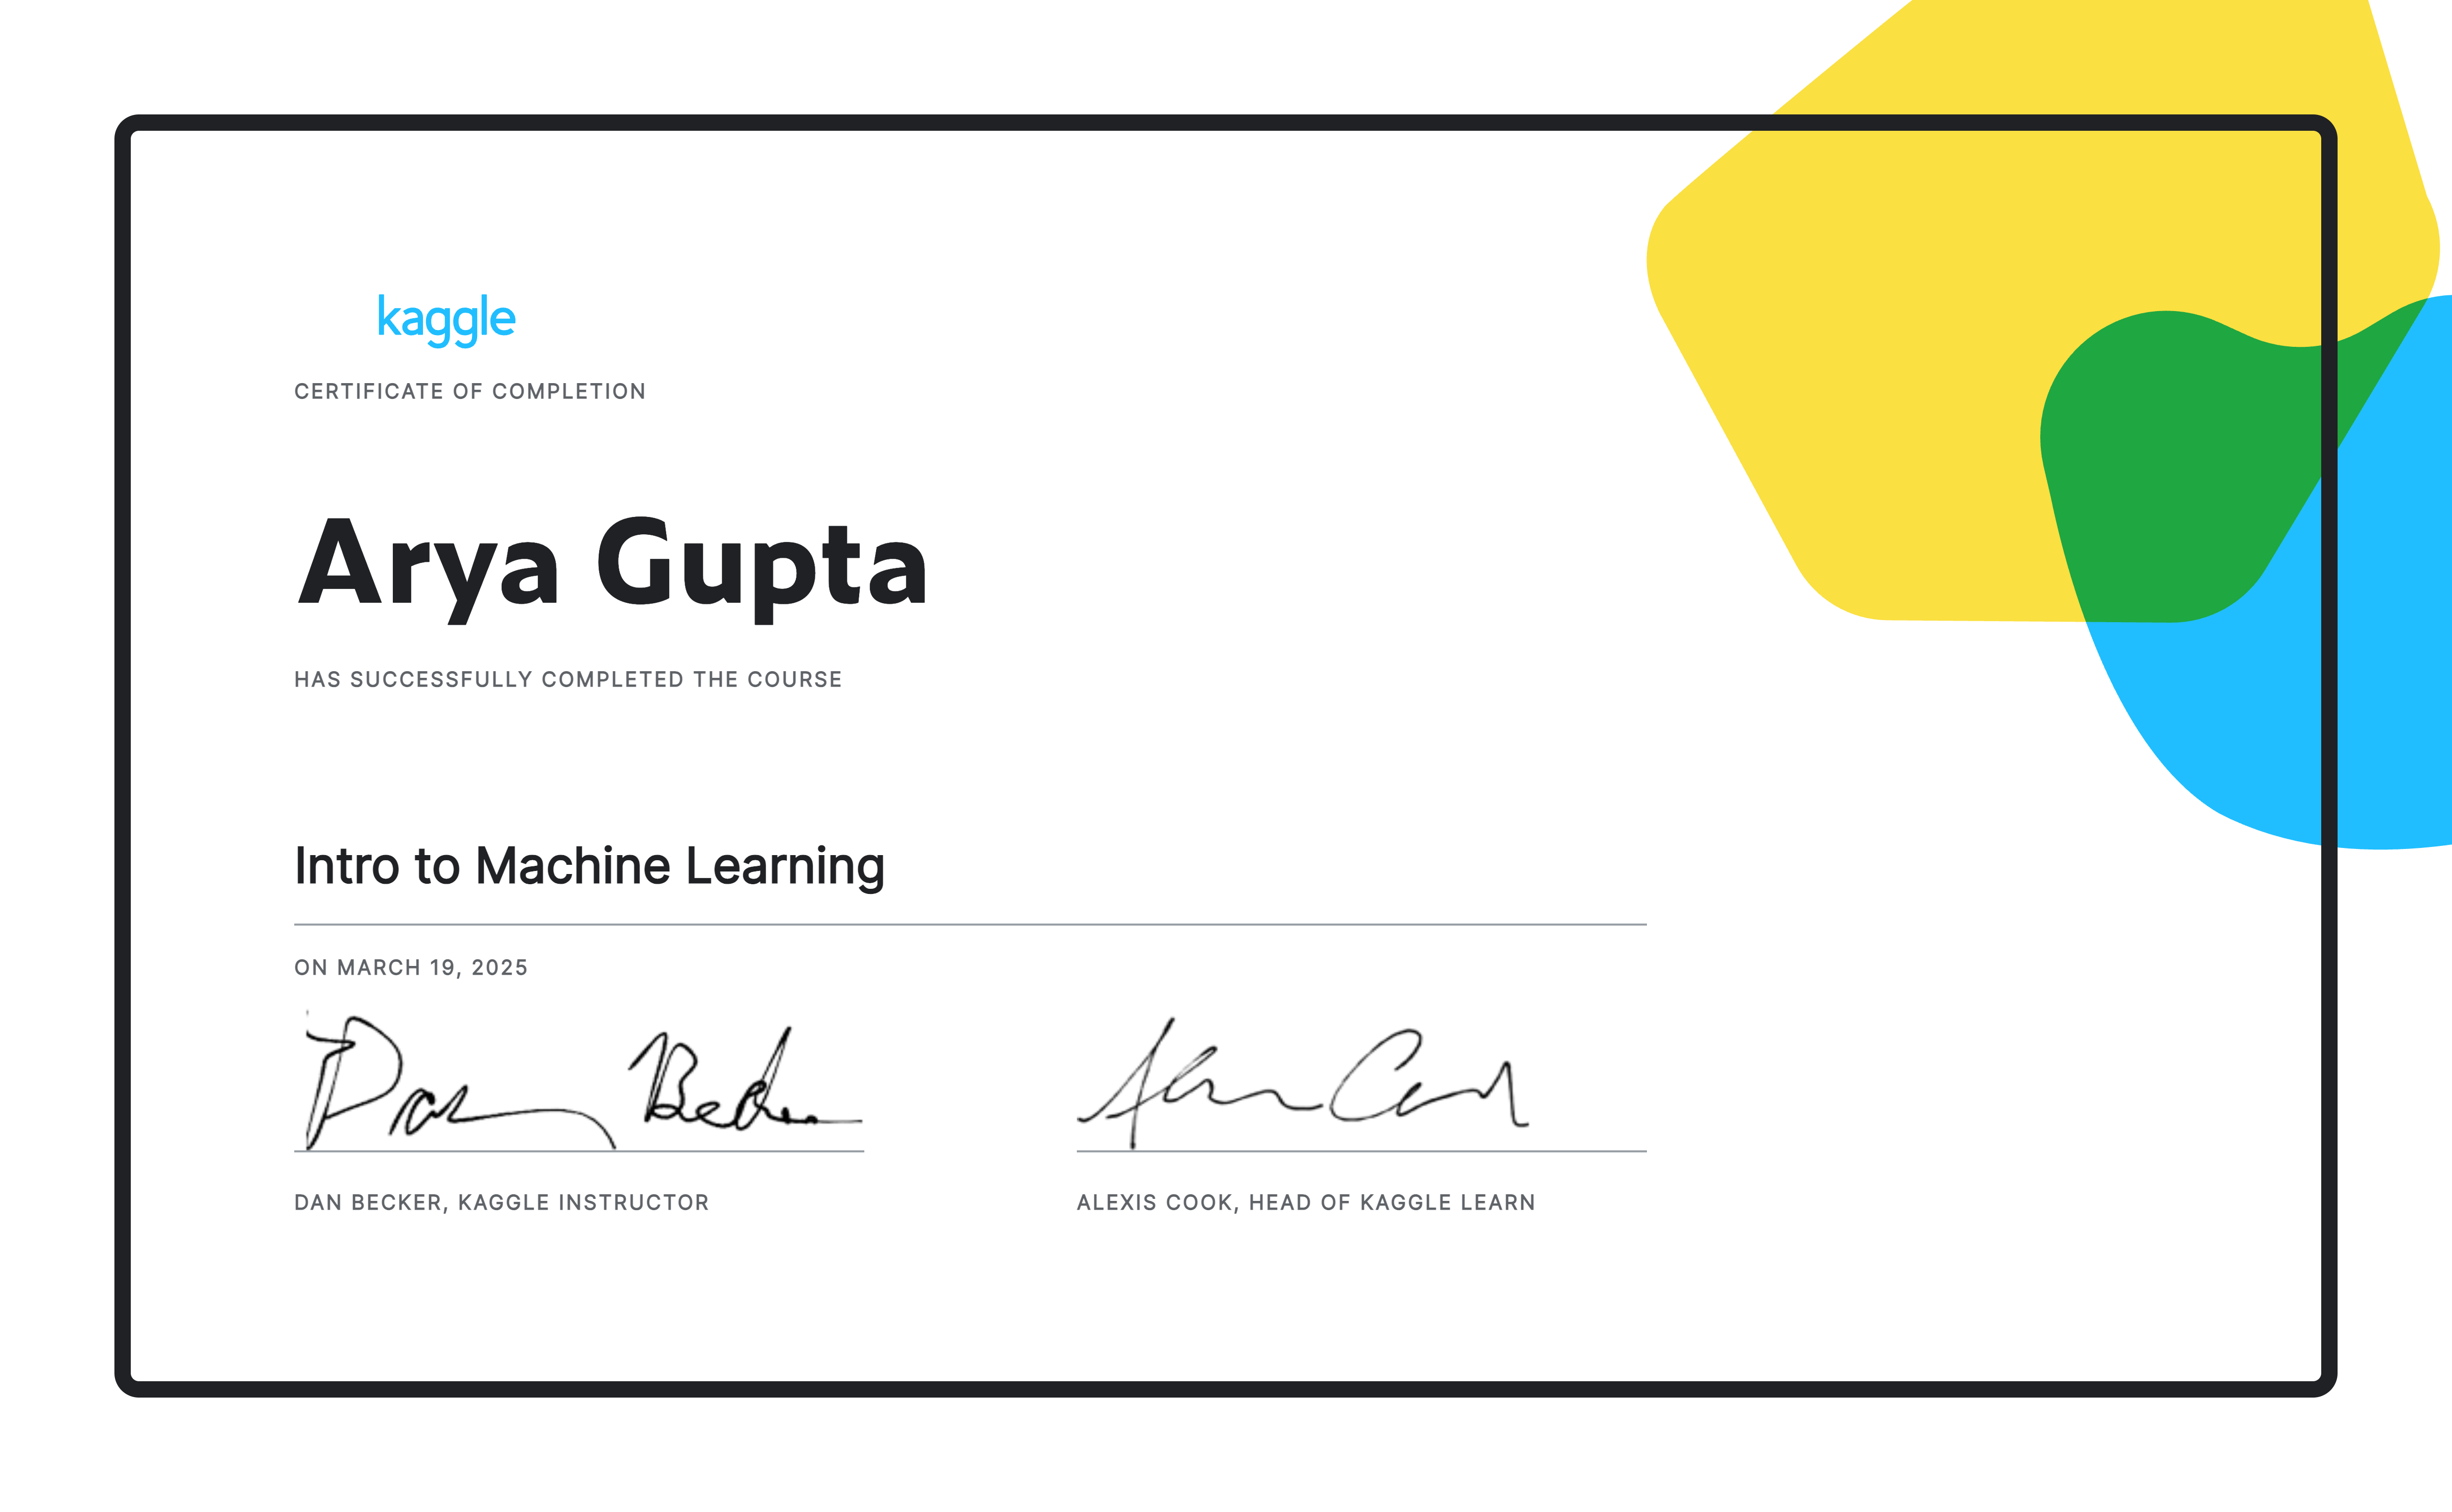 kaggle
CERTIFICATE OF COMPLETION
Arya Gupta
HAS SUCCESSFULLY COMPLETED THE COURSE
Intro to Machine Learning
ON MARCH 19, 2025
Dan Becker
Alexis Cook
DAN BECKER, KAGGLE INSTRUCTOR
ALEXIS COOK, HEAD OF KAGGLE LEARN